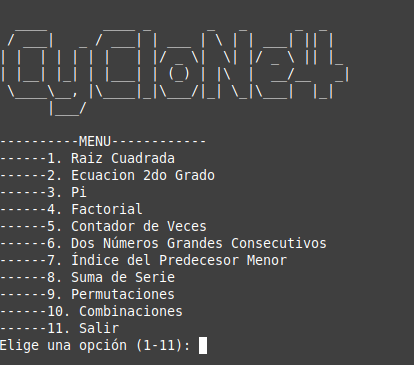 CyCloNe4
----------MENU------------
------1. Raiz Cuadrada
------2. Ecuacion 2do Grado
------3. Pi
------4. Factorial
------5. Contador de Veces
------6. Dos Números Grandes Consecutivos
------7. Índice del Predecesor Menor
------8. Suma de Serie
------9. Permutaciones
------10. Combinaciones
------11. Salir
Elige una opción (1-11):